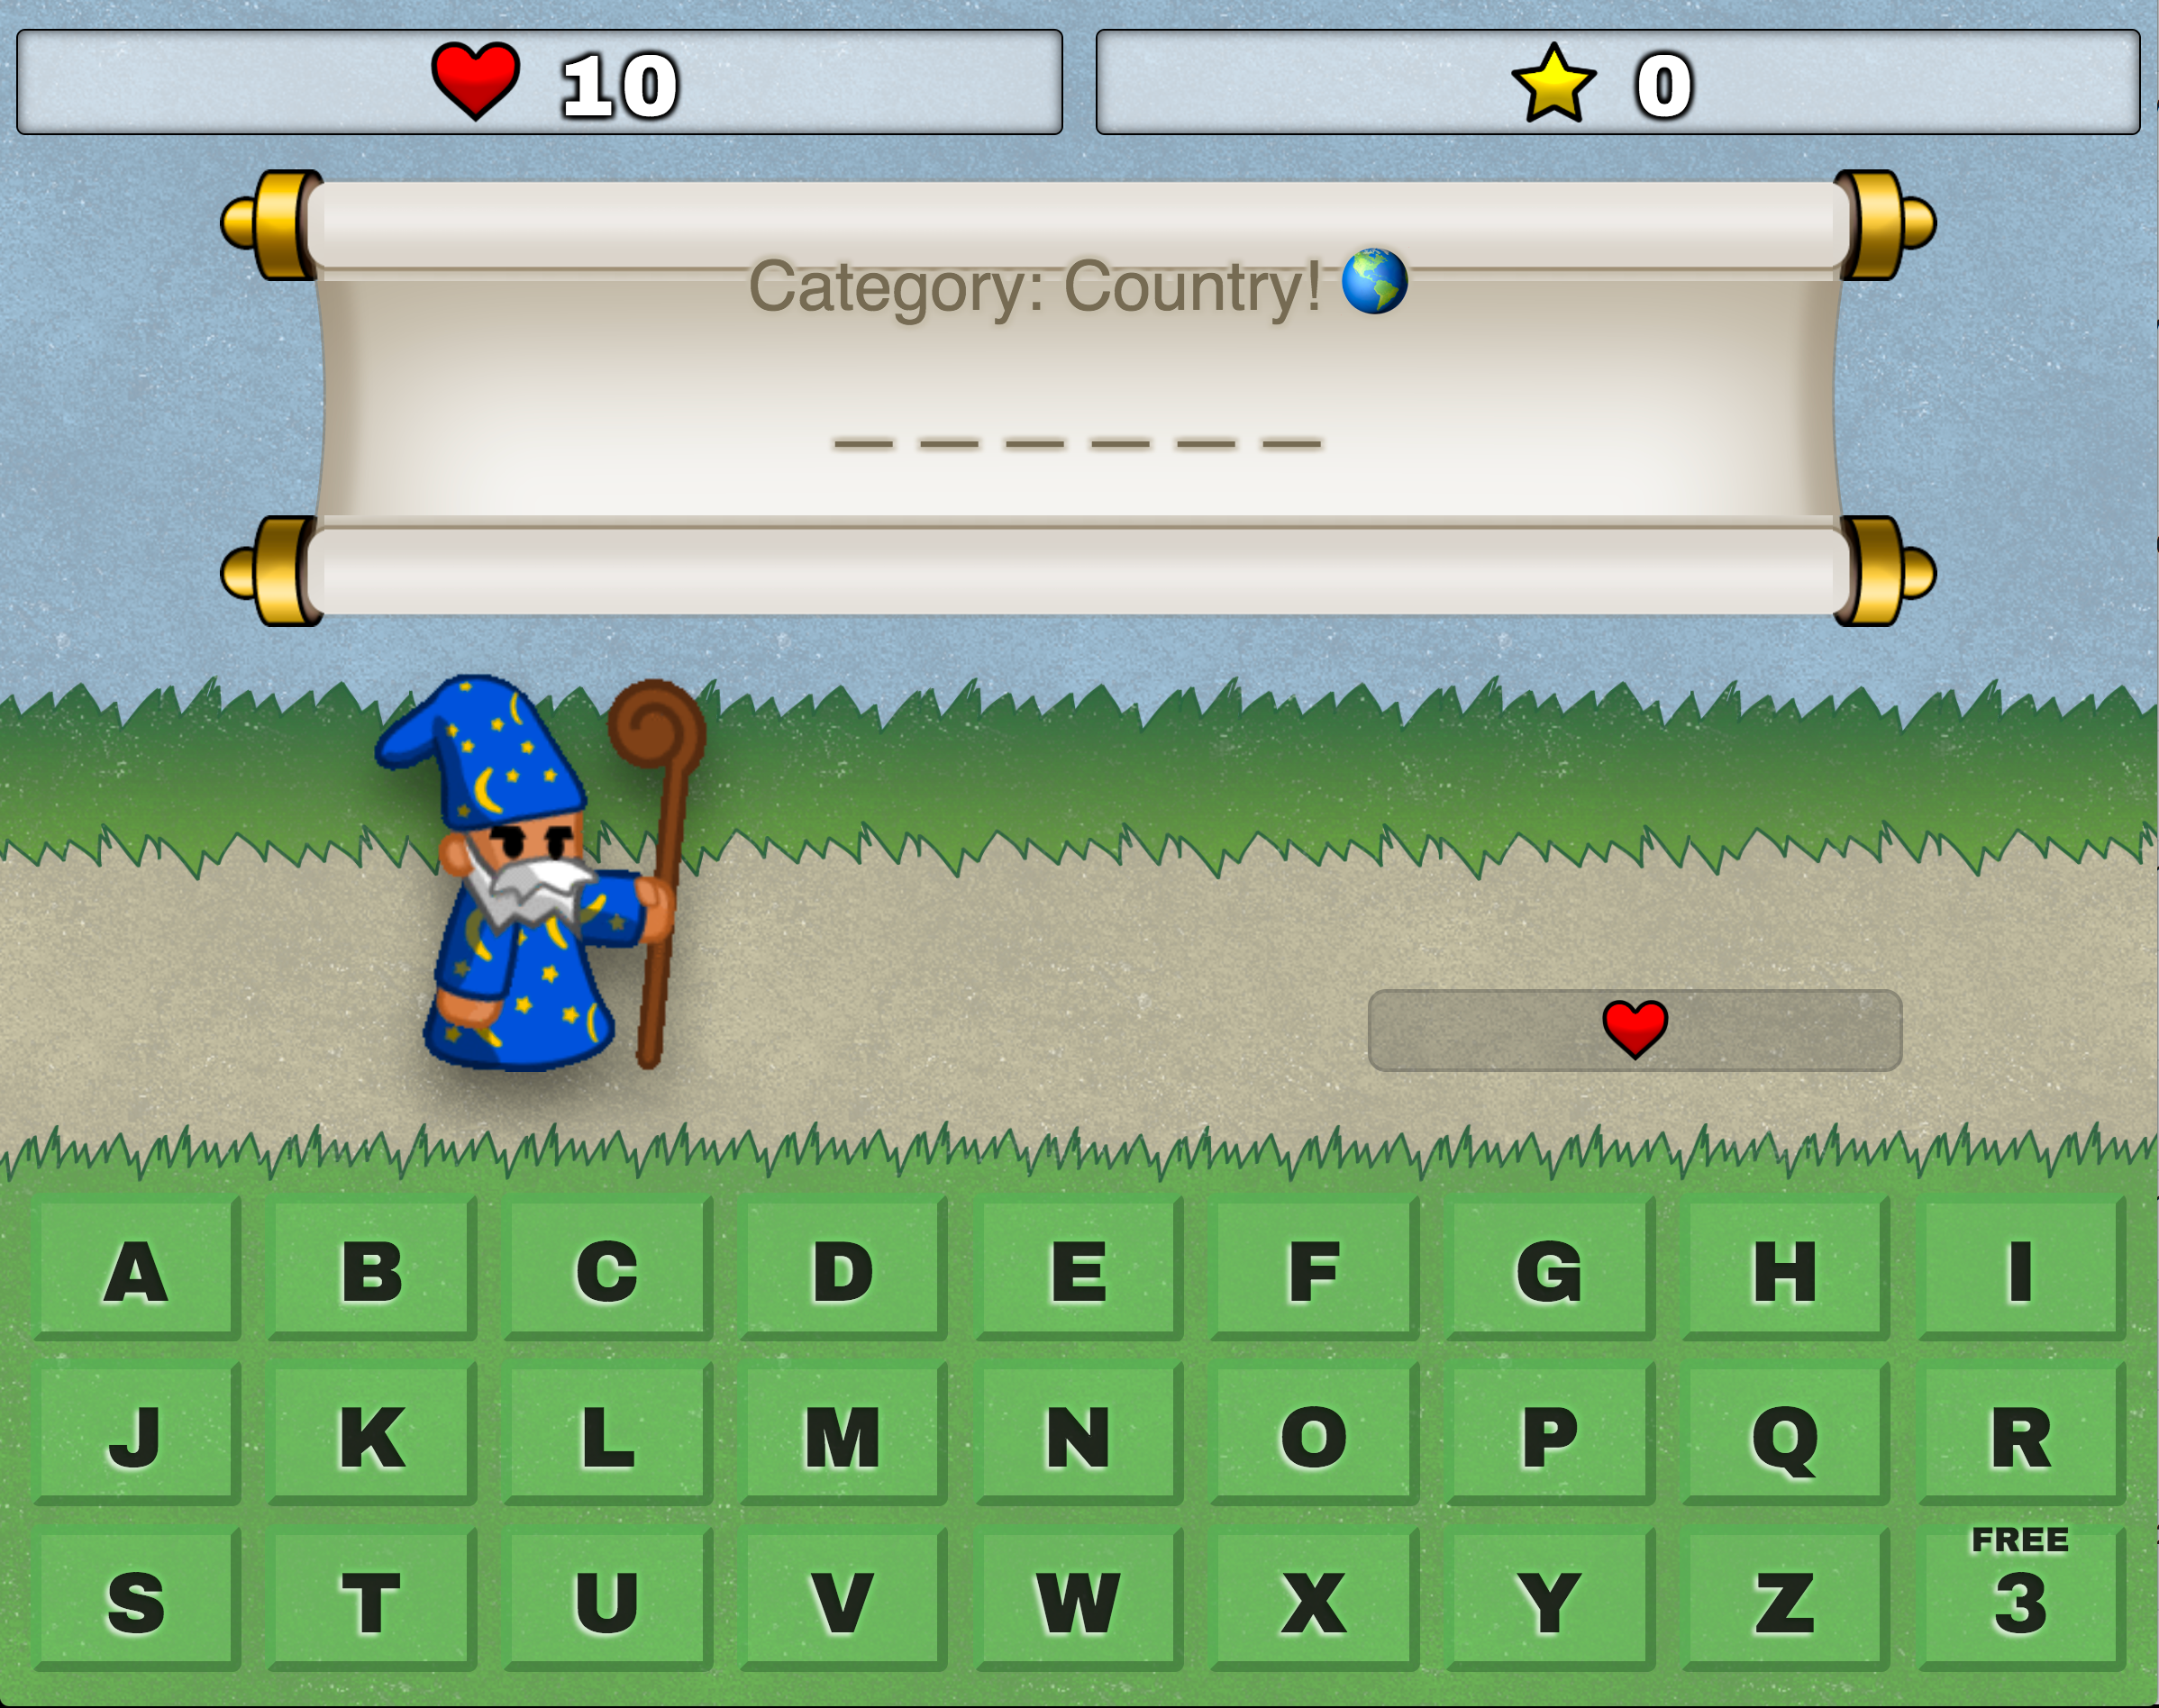 10 0
Category: Country! 🌎
_ _ _ _ _ _
A B C D E F G H I
J K L M N O P Q R
FREE
S T U V W X Y Z 3